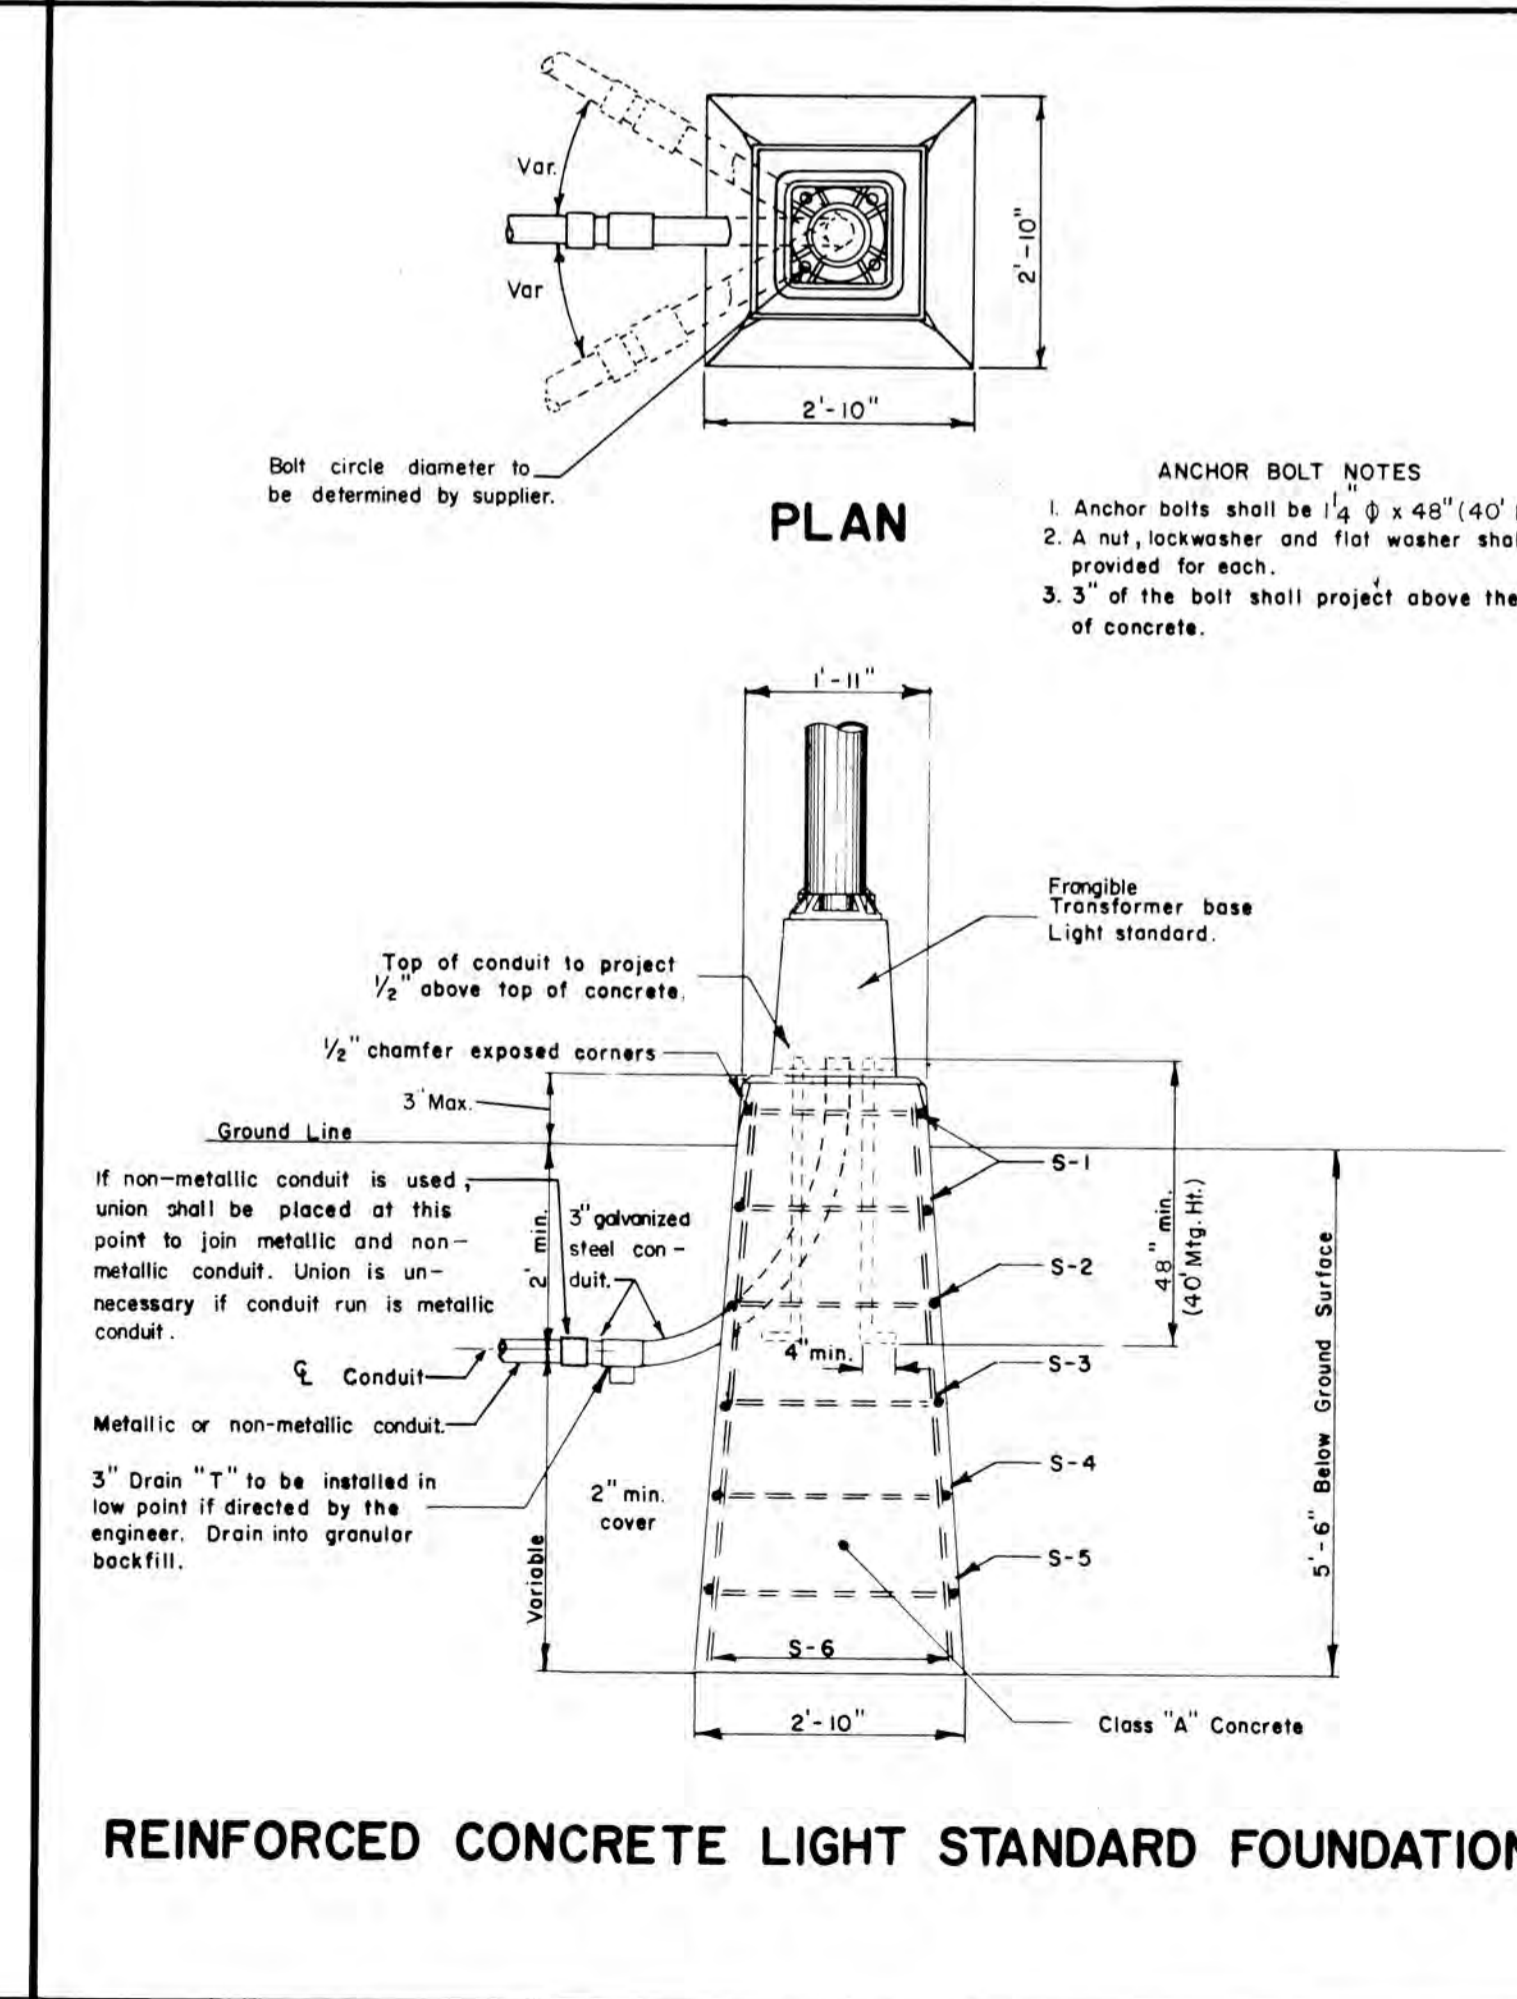 Var.
Var
2'-10"
2'-10"
Bolt circle diameter to
be determined by supplier.
PLAN
ANCHOR BOLT NOTES
1. Anchor bolts shall be 1 1/4" ϕ x 48" (40'
2. A nut, lockwasher and flat washer
provided for each.
3. 3" of the bolt shall project above the
of concrete.
1'-11"
Frangible
Transformer base
Light standard.
Top of conduit to project
1/2" above top of concrete.
1/2" chamfer exposed corners
3" Max.
Ground Line
If non-metallic conduit is used,
union shall be placed at this
point to join metallic and non-
metallic conduit. Union is un-
necessary if conduit run is metallic
conduit.
2' min.
3" galvanized
steel con-
duit.
℄ Conduit
Metallic or non-metallic conduit.
3" Drain "T" to be installed in
low point if directed by the
engineer. Drain into granular
backfill.
Variable
2" min.
cover
4" min.
S-1
S-2
S-3
S-4
S-5
S-6
48" min.
(40' Mtg. Ht.)
5'-6" Below Ground Surface
2'-10"
Class "A" Concrete
REINFORCED CONCRETE LIGHT STANDARD FOUNDATION